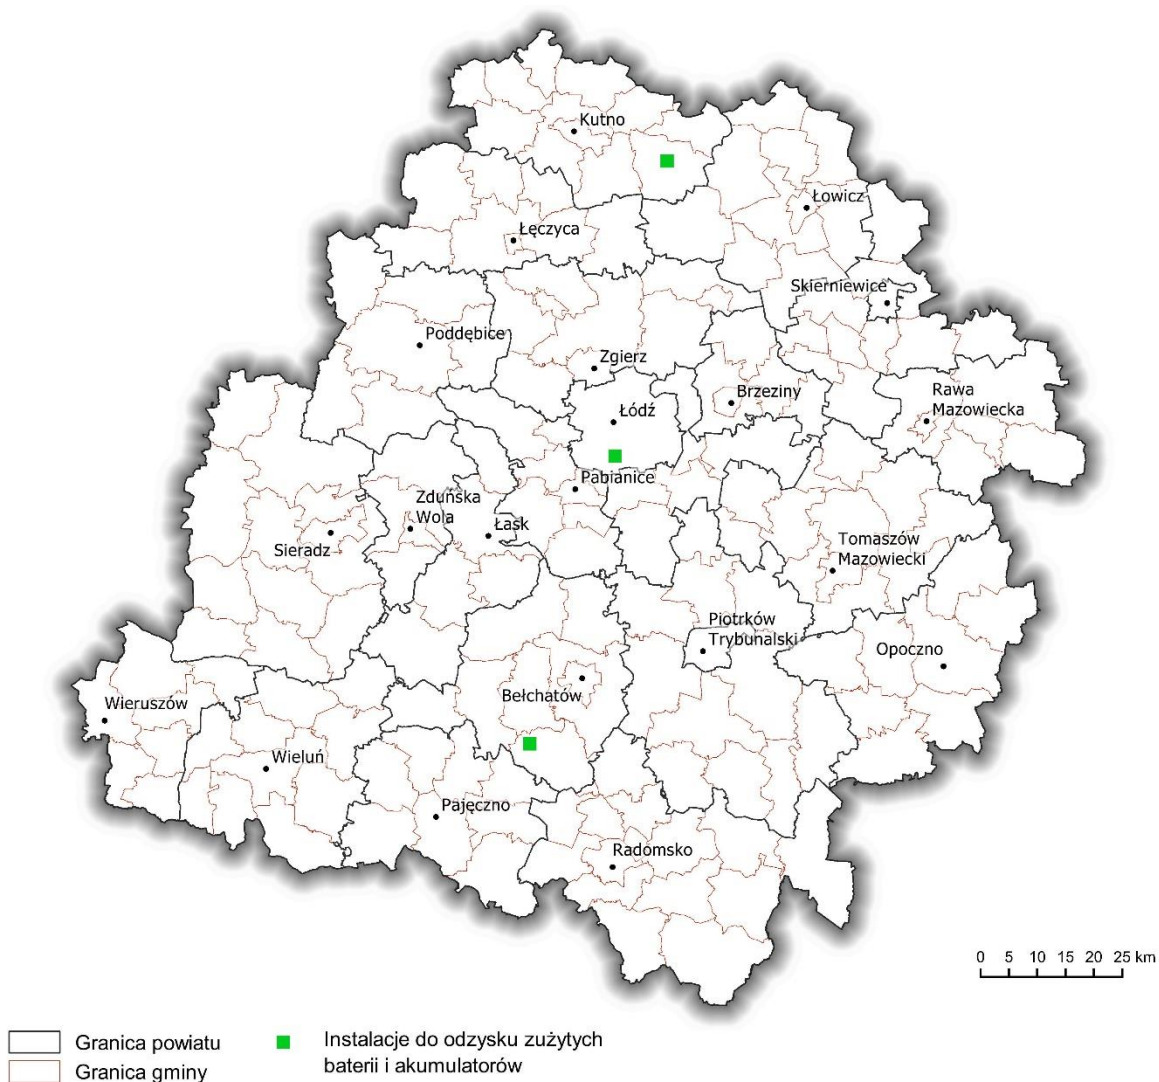 Kutno
Łowicz
Łęczyca
Skierniewice
Poddębice
Zgierz
Brzeziny
Rawa
Mazowiecka
Łódź
Pabianice
Zduńska
Wola
Łask
Sieradz
Tomaszów
Mazowiecki
Piotrków
Trybunalski
Opoczno
Bełchatów
Wieruszów
Wieluń
Pajęczno
Radomsko
0 5 10 15 20 25 km
Granica powiatu
Granica gminy
Instalacje do odzysku zużytych
baterii i akumulatorów